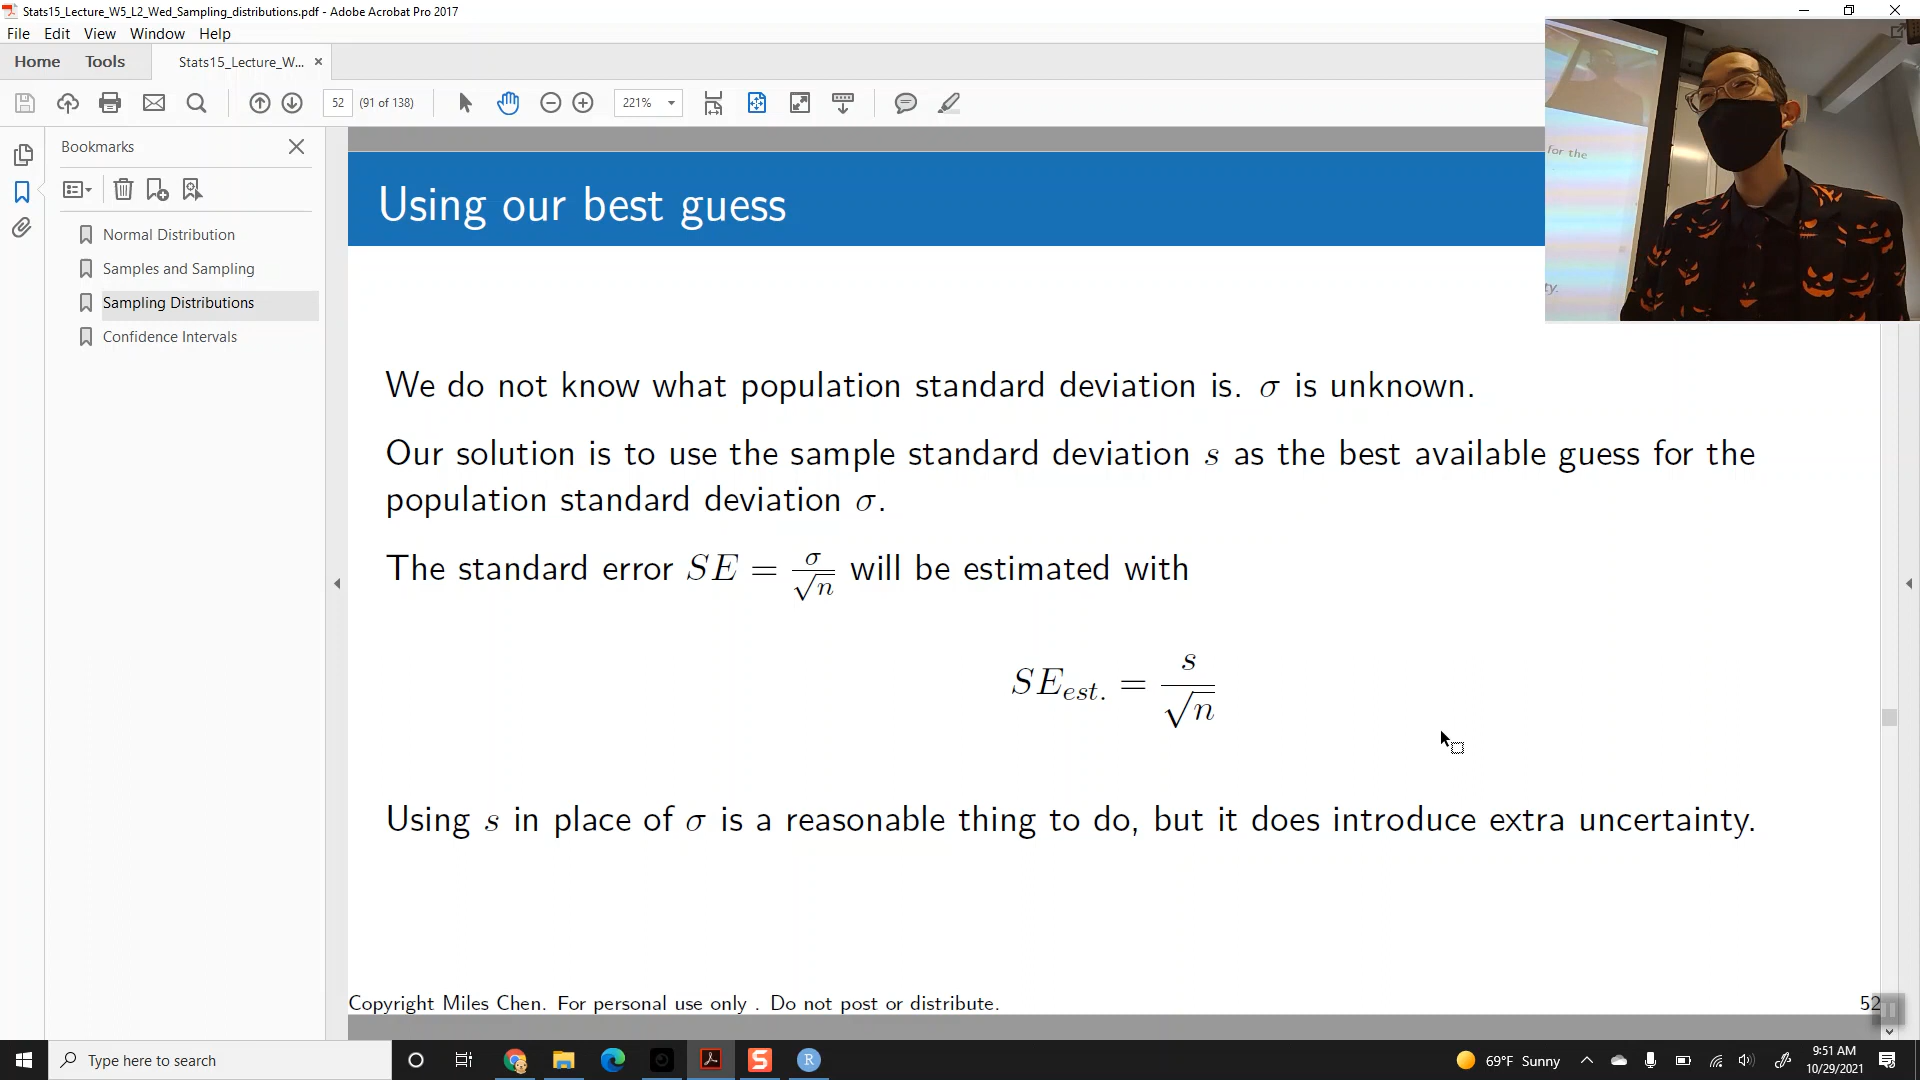 Stats15_Lecture_W5_L2_Wed_Sampling_distributions.pdf - Adobe Acrobat Pro 2017
File Edit View Window Help
Home Tools Stats15_Lecture_W... ×
52 (91 of 138) 221%
Bookmarks
Normal Distribution
Samples and Sampling
Sampling Distributions
Confidence Intervals
Using our best guess
for the
ty.
We do not know what population standard deviation is. σ is unknown.
Our solution is to use the sample standard deviation s as the best available guess for the
population standard deviation σ.
The standard error SE = σ/√n will be estimated with
SE_est. = s/√n
Using s in place of σ is a reasonable thing to do, but it does introduce extra uncertainty.
Copyright Miles Chen. For personal use only . Do not post or distribute.
52
Type here to search
69°F Sunny
9:51 AM
10/29/2021